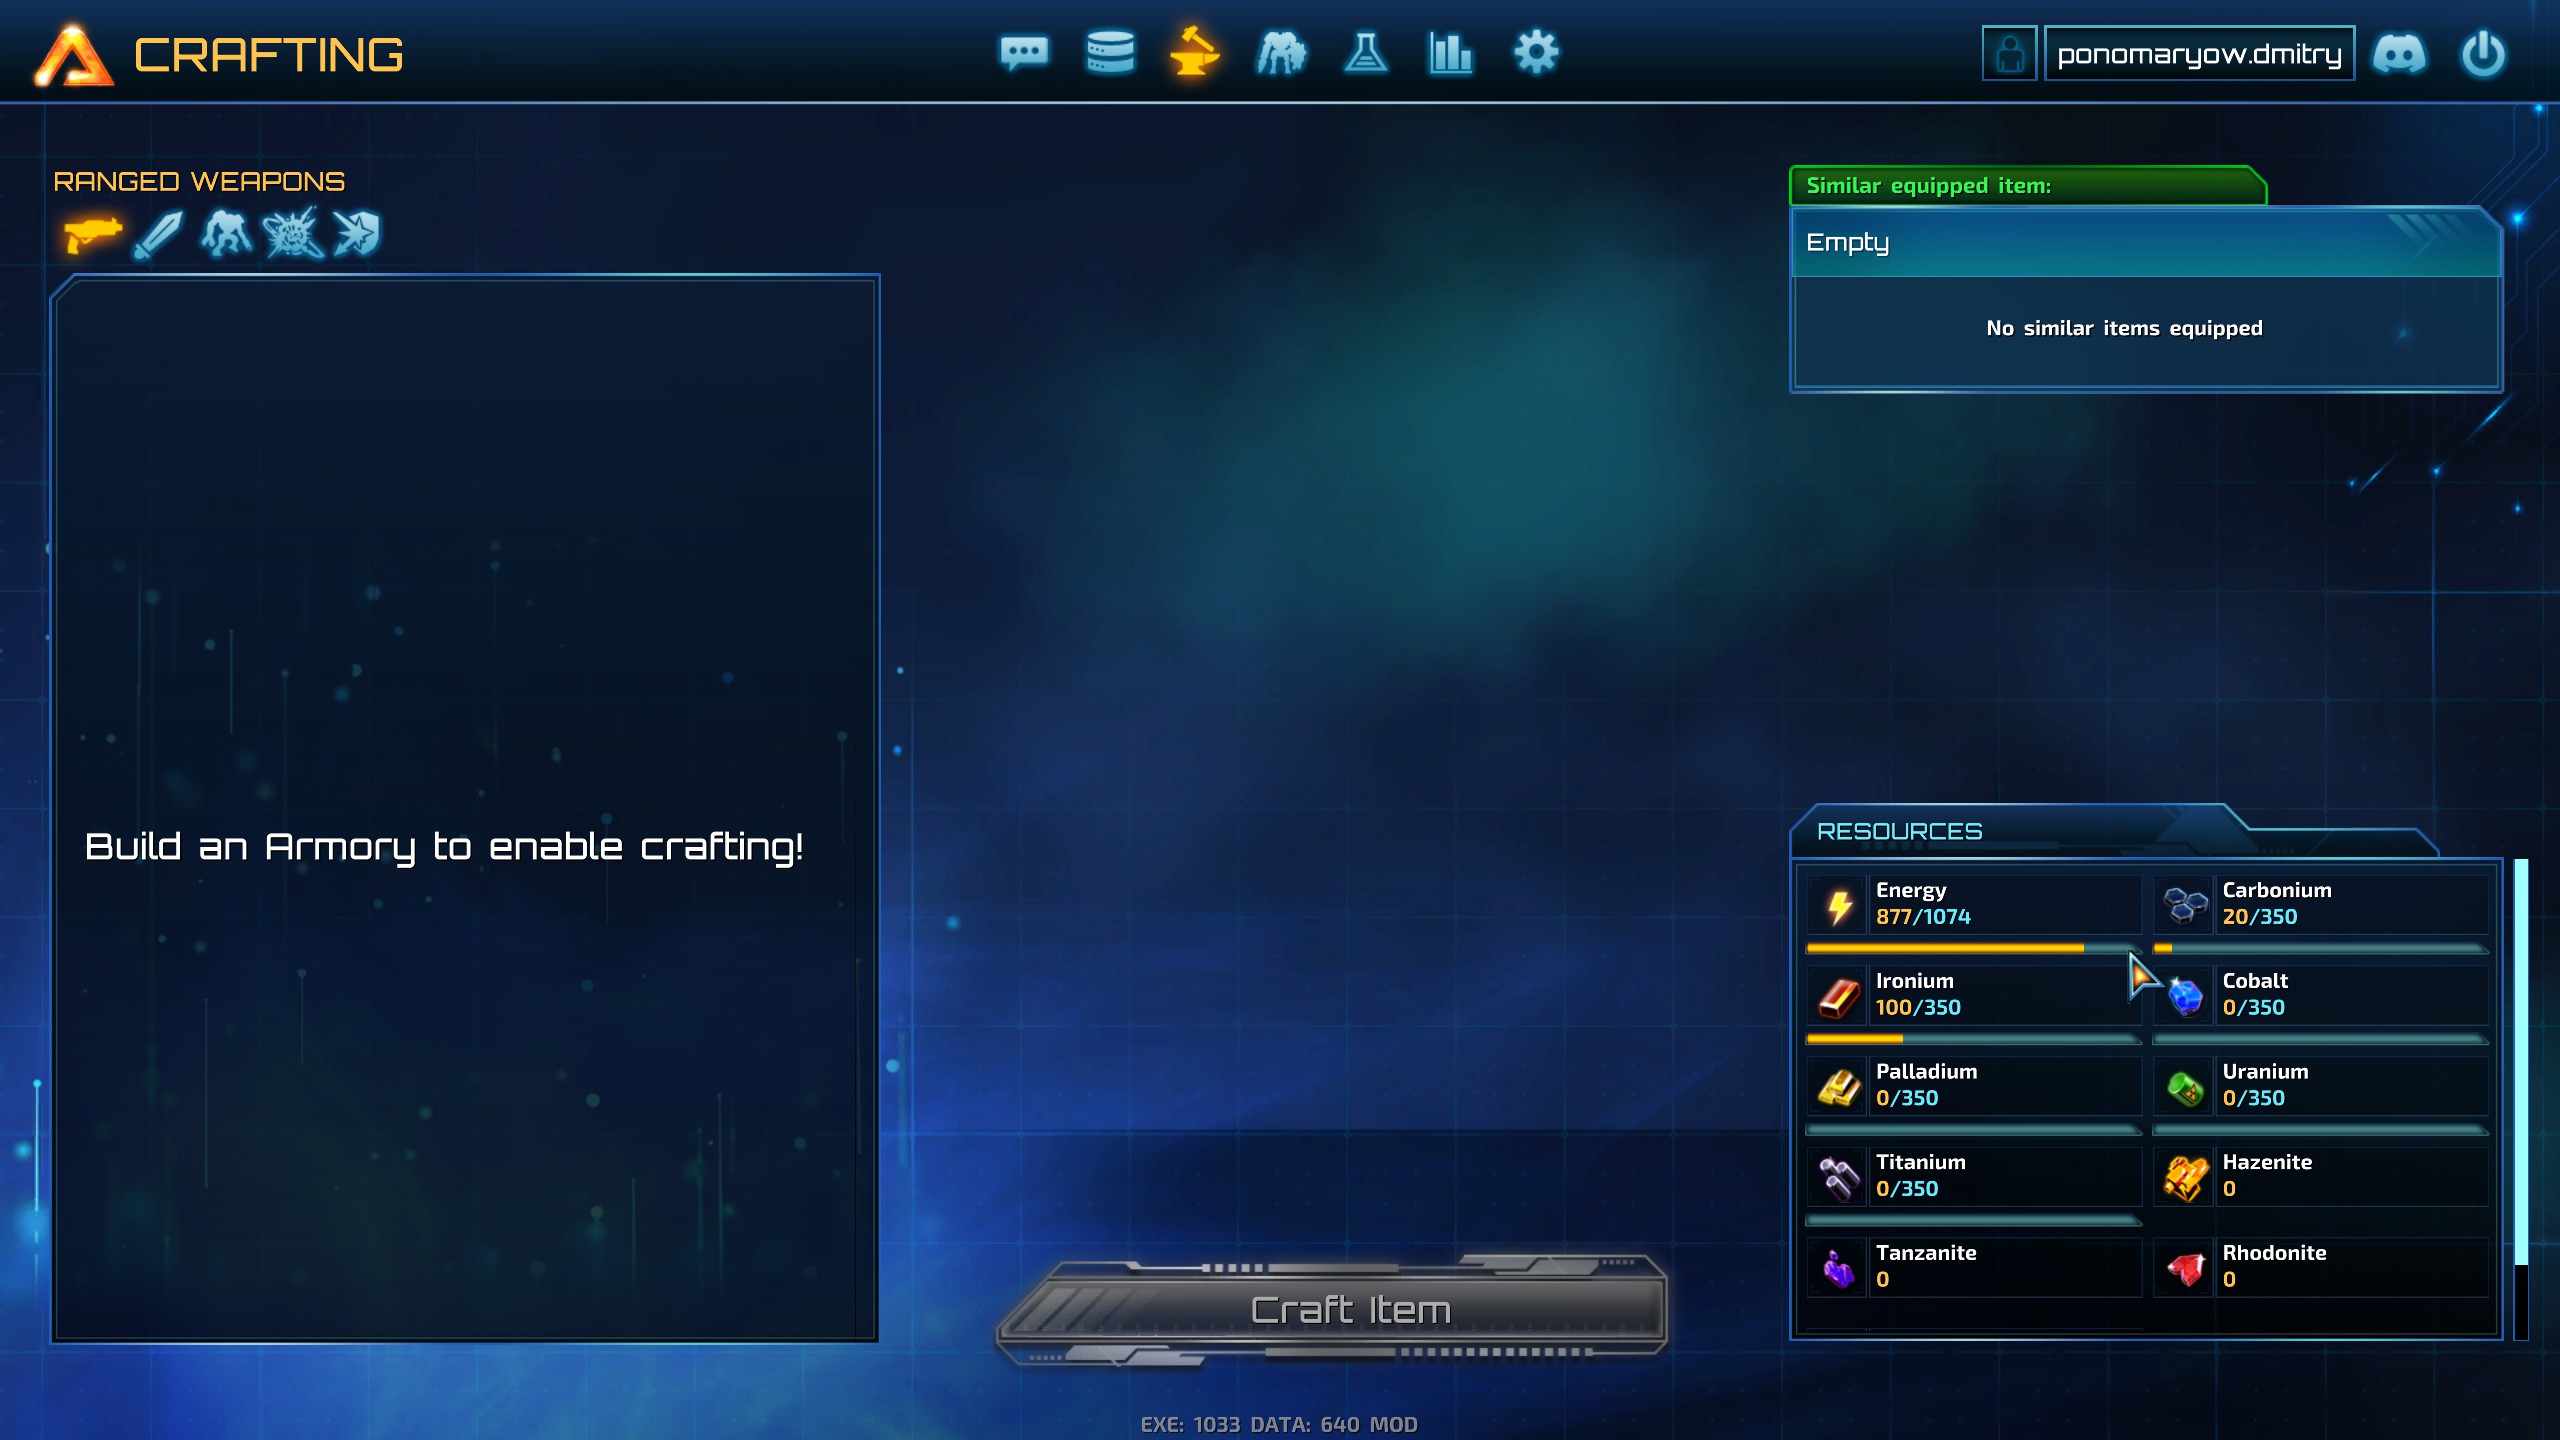 CRAFTING
ponomaryow.dmitry
RANGED WEAPONS
Build an Armory to enable crafting!
Similar equipped item:
Empty
No similar items equipped
RESOURCES
Energy
877/1074
Carbonium
20/350
Ironium
100/350
Cobalt
0/350
Palladium
0/350
Uranium
0/350
Titanium
0/350
Hazenite
0
Tanzanite
0
Rhodonite
0
Craft Item
EXE: 1033 DATA: 640 MOD